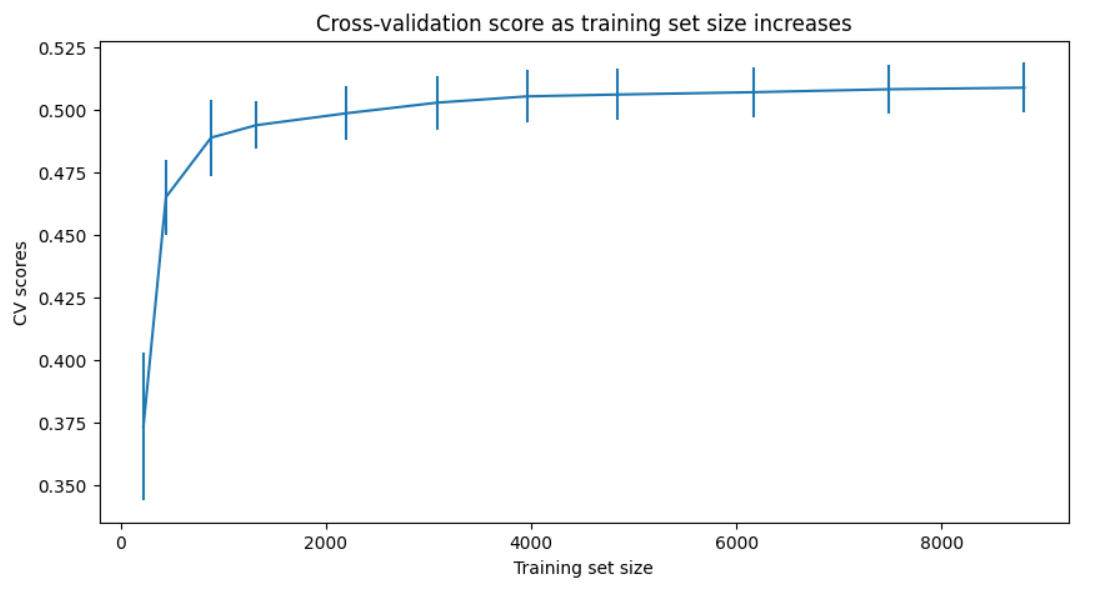 Cross-validation score as training set size increases
0.525
0.500
0.475
0.450
0.425
0.400
0.375
0.350
CV scores
0 2000 4000 6000 8000
Training set size